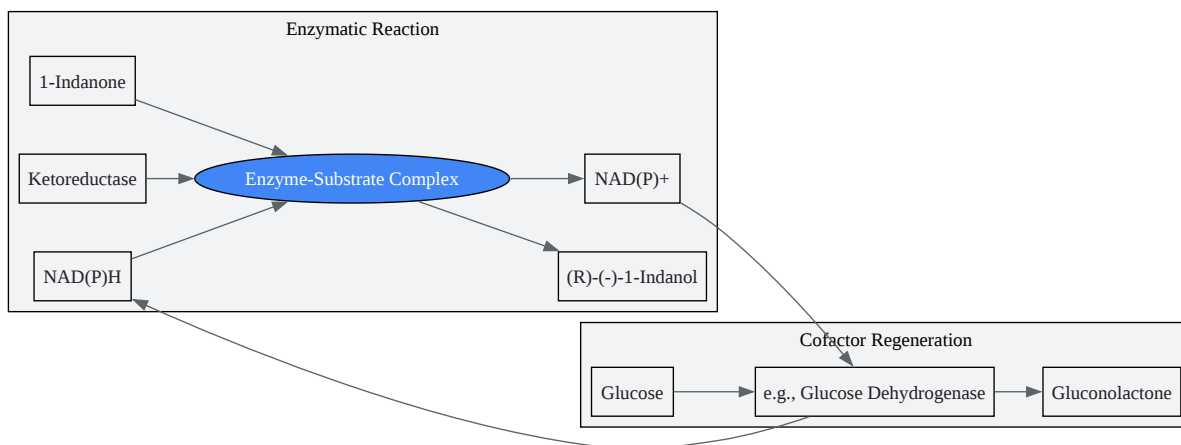 Enzymatic Reaction
1-Indanone
Ketoreductase
Enzyme-Substrate Complex
NAD(P)+
NAD(P)H
(R)-(-)-1-Indanol
Cofactor Regeneration
Glucose
e.g., Glucose Dehydrogenase
Gluconolactone